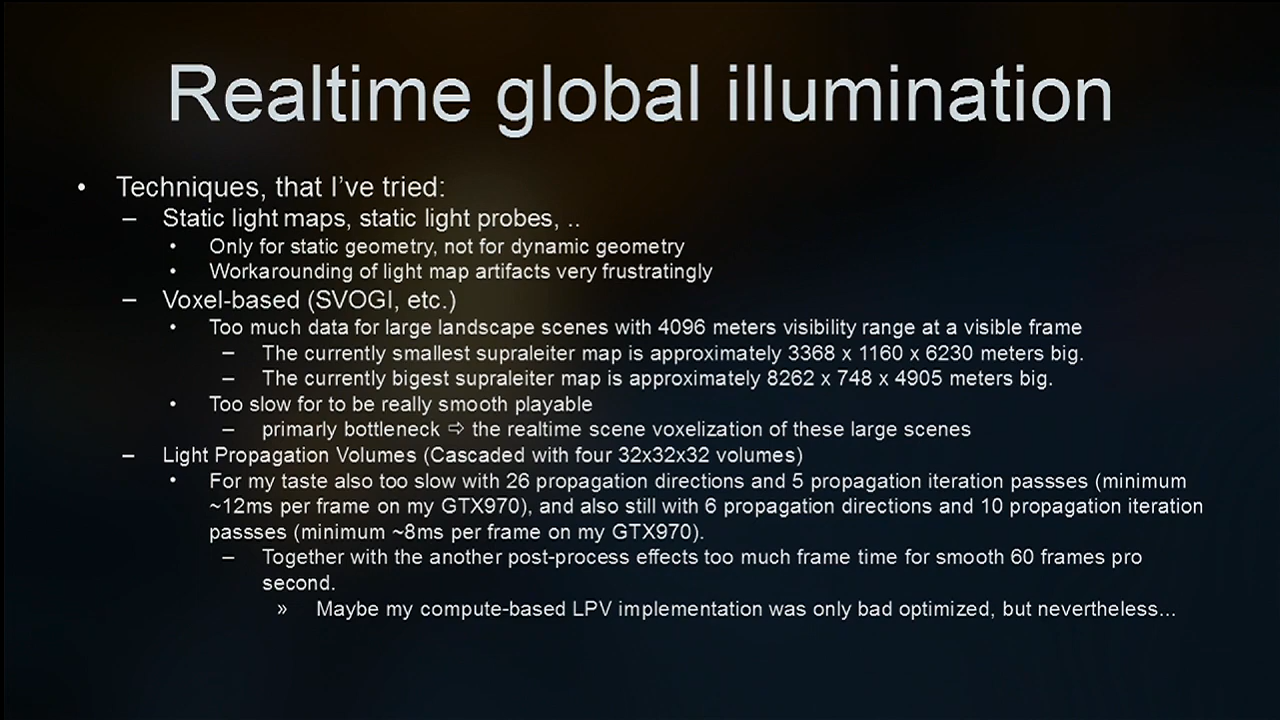 Realtime global illumination
• Techniques, that I've tried:
– Static light maps, static light probes, ..
• Only for static geometry, not for dynamic geometry
• Workarounding of light map artifacts very frustratingly
– Voxel-based (SVOGI, etc.)
• Too much data for large landscape scenes with 4096 meters visibility range at a visible frame
– The currently smallest supraleiter map is approximately 3368 x 1160 x 6230 meters big.
– The currently bigest supraleiter map is approximately 8262 x 748 x 4905 meters big.
• Too slow for to be really smooth playable
– primarly bottleneck ⇨ the realtime scene voxelization of these large scenes
– Light Propagation Volumes (Cascaded with four 32x32x32 volumes)
• For my taste also too slow with 26 propagation directions and 5 propagation iteration passses (minimum
~12ms per frame on my GTX970), and also still with 6 propagation directions and 10 propagation iteration
passses (minimum ~8ms per frame on my GTX970).
– Together with the another post-process effects too much frame time for smooth 60 frames pro
second.
» Maybe my compute-based LPV implementation was only bad optimized, but nevertheless...